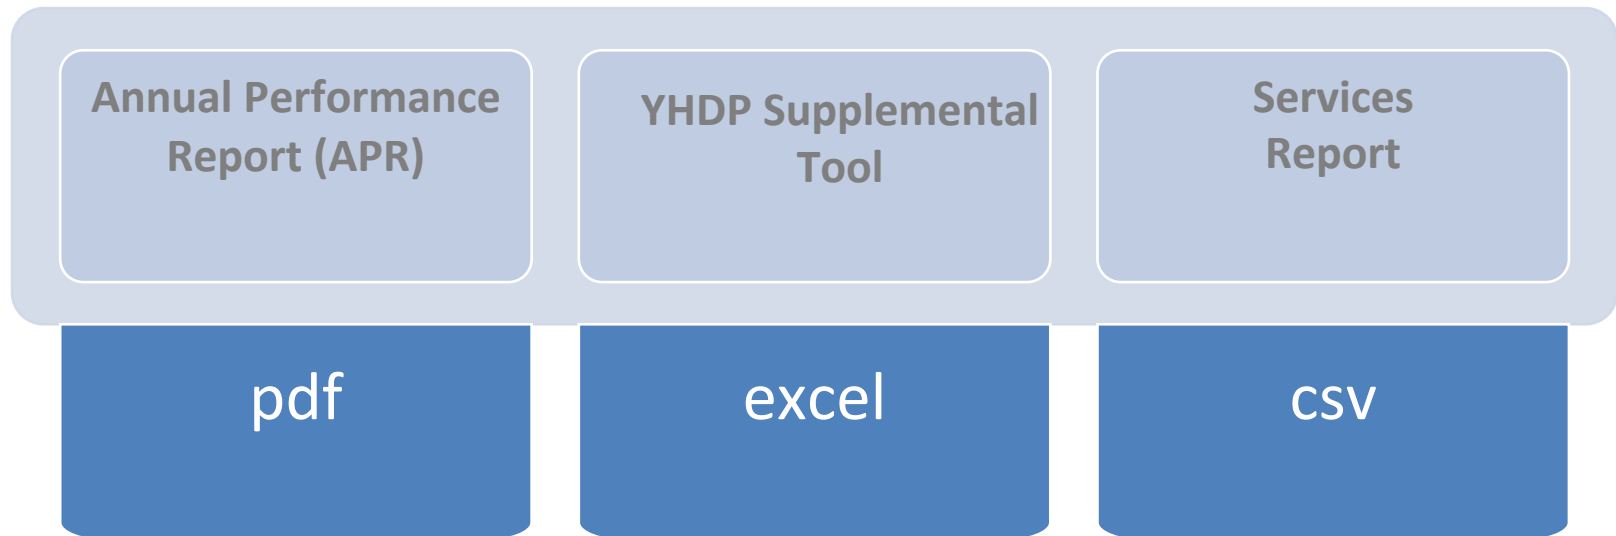 Annual Performance
Report (APR)
YHDP Supplemental
Tool
Services
Report
pdf
excel
csv